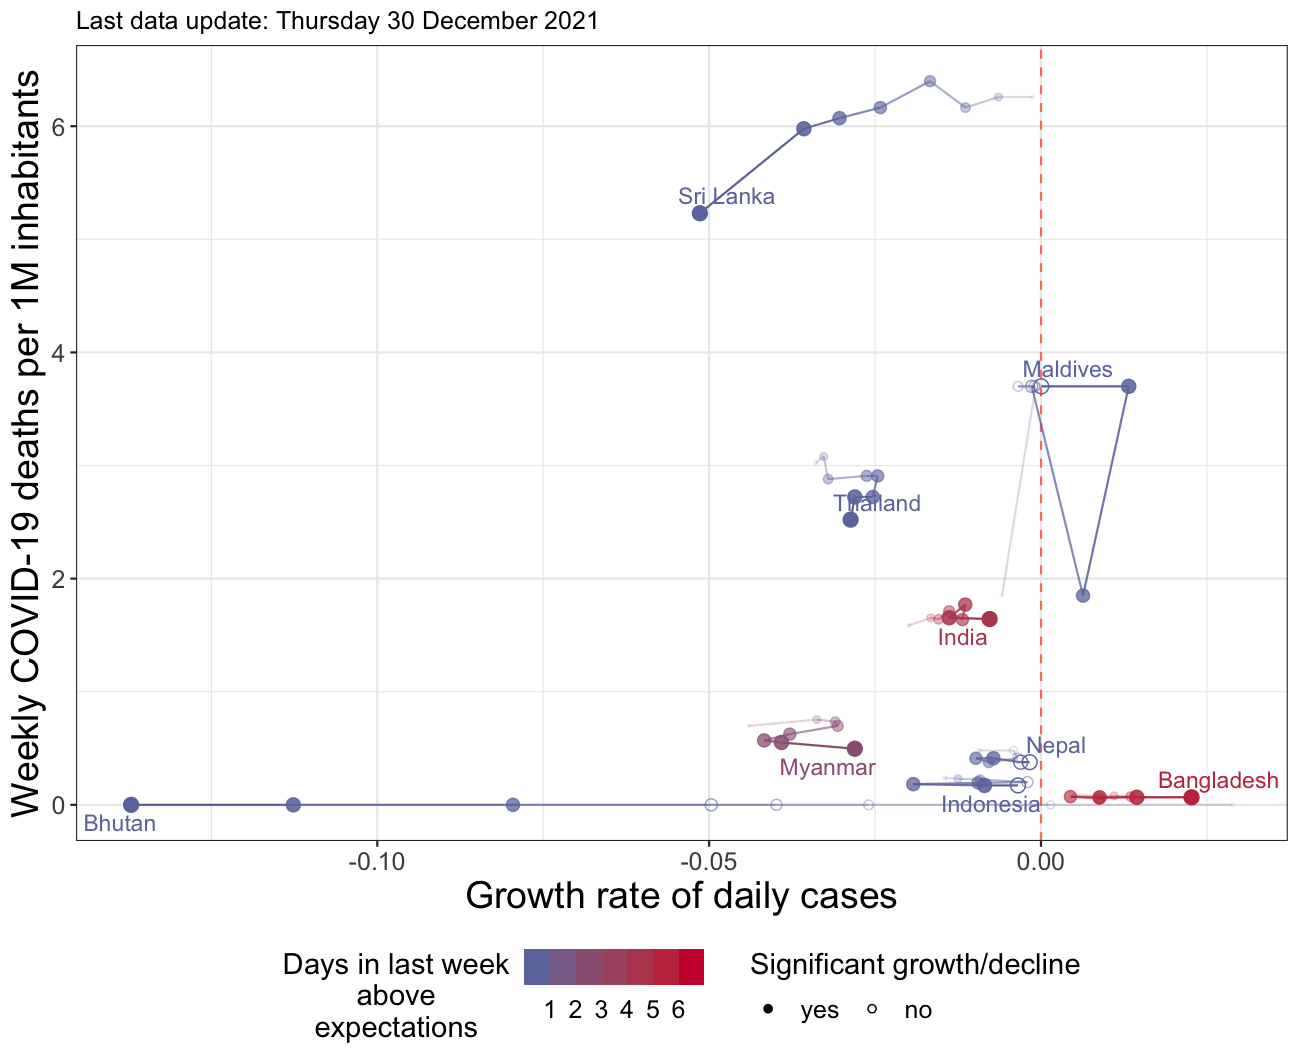 Last data update: Thursday 30 December 2021
Weekly COVID-19 deaths per 1M inhabitants
6
4
2
0
Sri Lanka
Maldives
Thailand
India
Nepal
Myanmar
Bangladesh
Indonesia
Bhutan
-0.10 -0.05 0.00
Growth rate of daily cases
Days in last week
above
expectations
1 2 3 4 5 6
Significant growth/decline
yes no